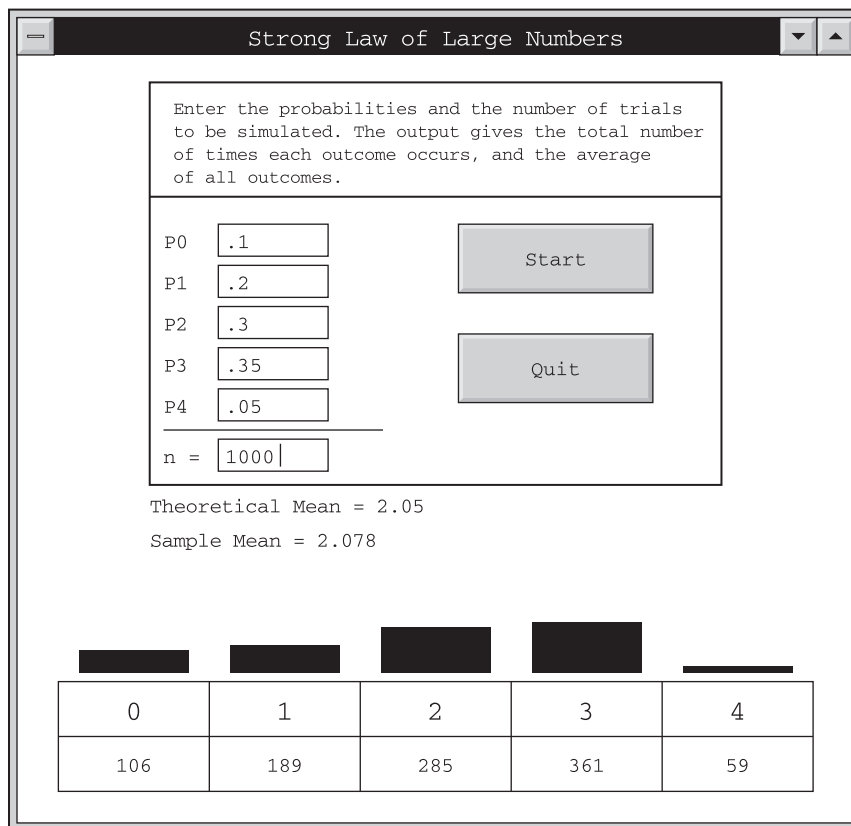 Strong Law of Large Numbers
Enter the probabilities and the number of trials
to be simulated. The output gives the total number
of times each outcome occurs, and the average
of all outcomes.
P0 .1
P1 .2
P2 .3
P3 .35
P4 .05
n = 1000
Start
Quit
Theoretical Mean = 2.05
Sample Mean = 2.078
0 1 2 3 4
106 189 285 361 59